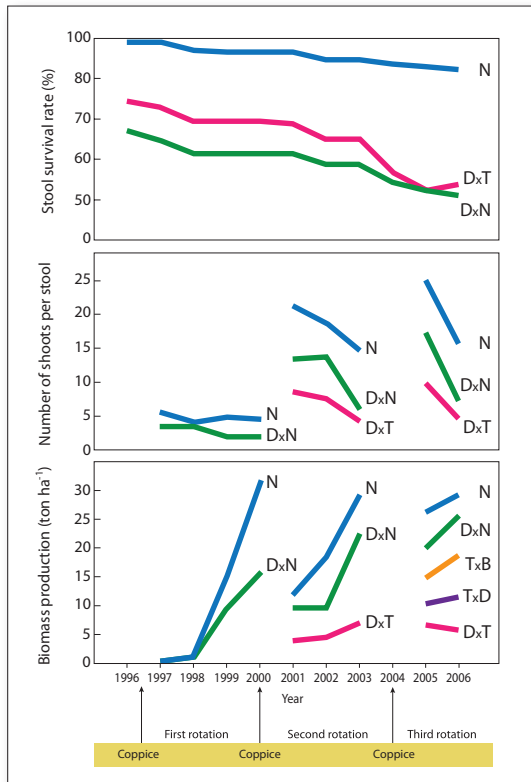 Stool survival rate (%)
100
80
70
60
50
0
N
DxT
DxN
Number of shoots per stool
25
20
15
10
5
0
N
DxN
N
DxN
DxT
N
DxN
DxT
Biomass production (ton ha-1)
30
25
20
15
10
5
0
N
DxN
N
DxN
DxT
N
DxN
TxB
TxD
DxT
1996 1997 1998 1999 2000 2001 2002 2003 2004 2005 2006
Year
First rotation Second rotation Third rotation
Coppice Coppice Coppice